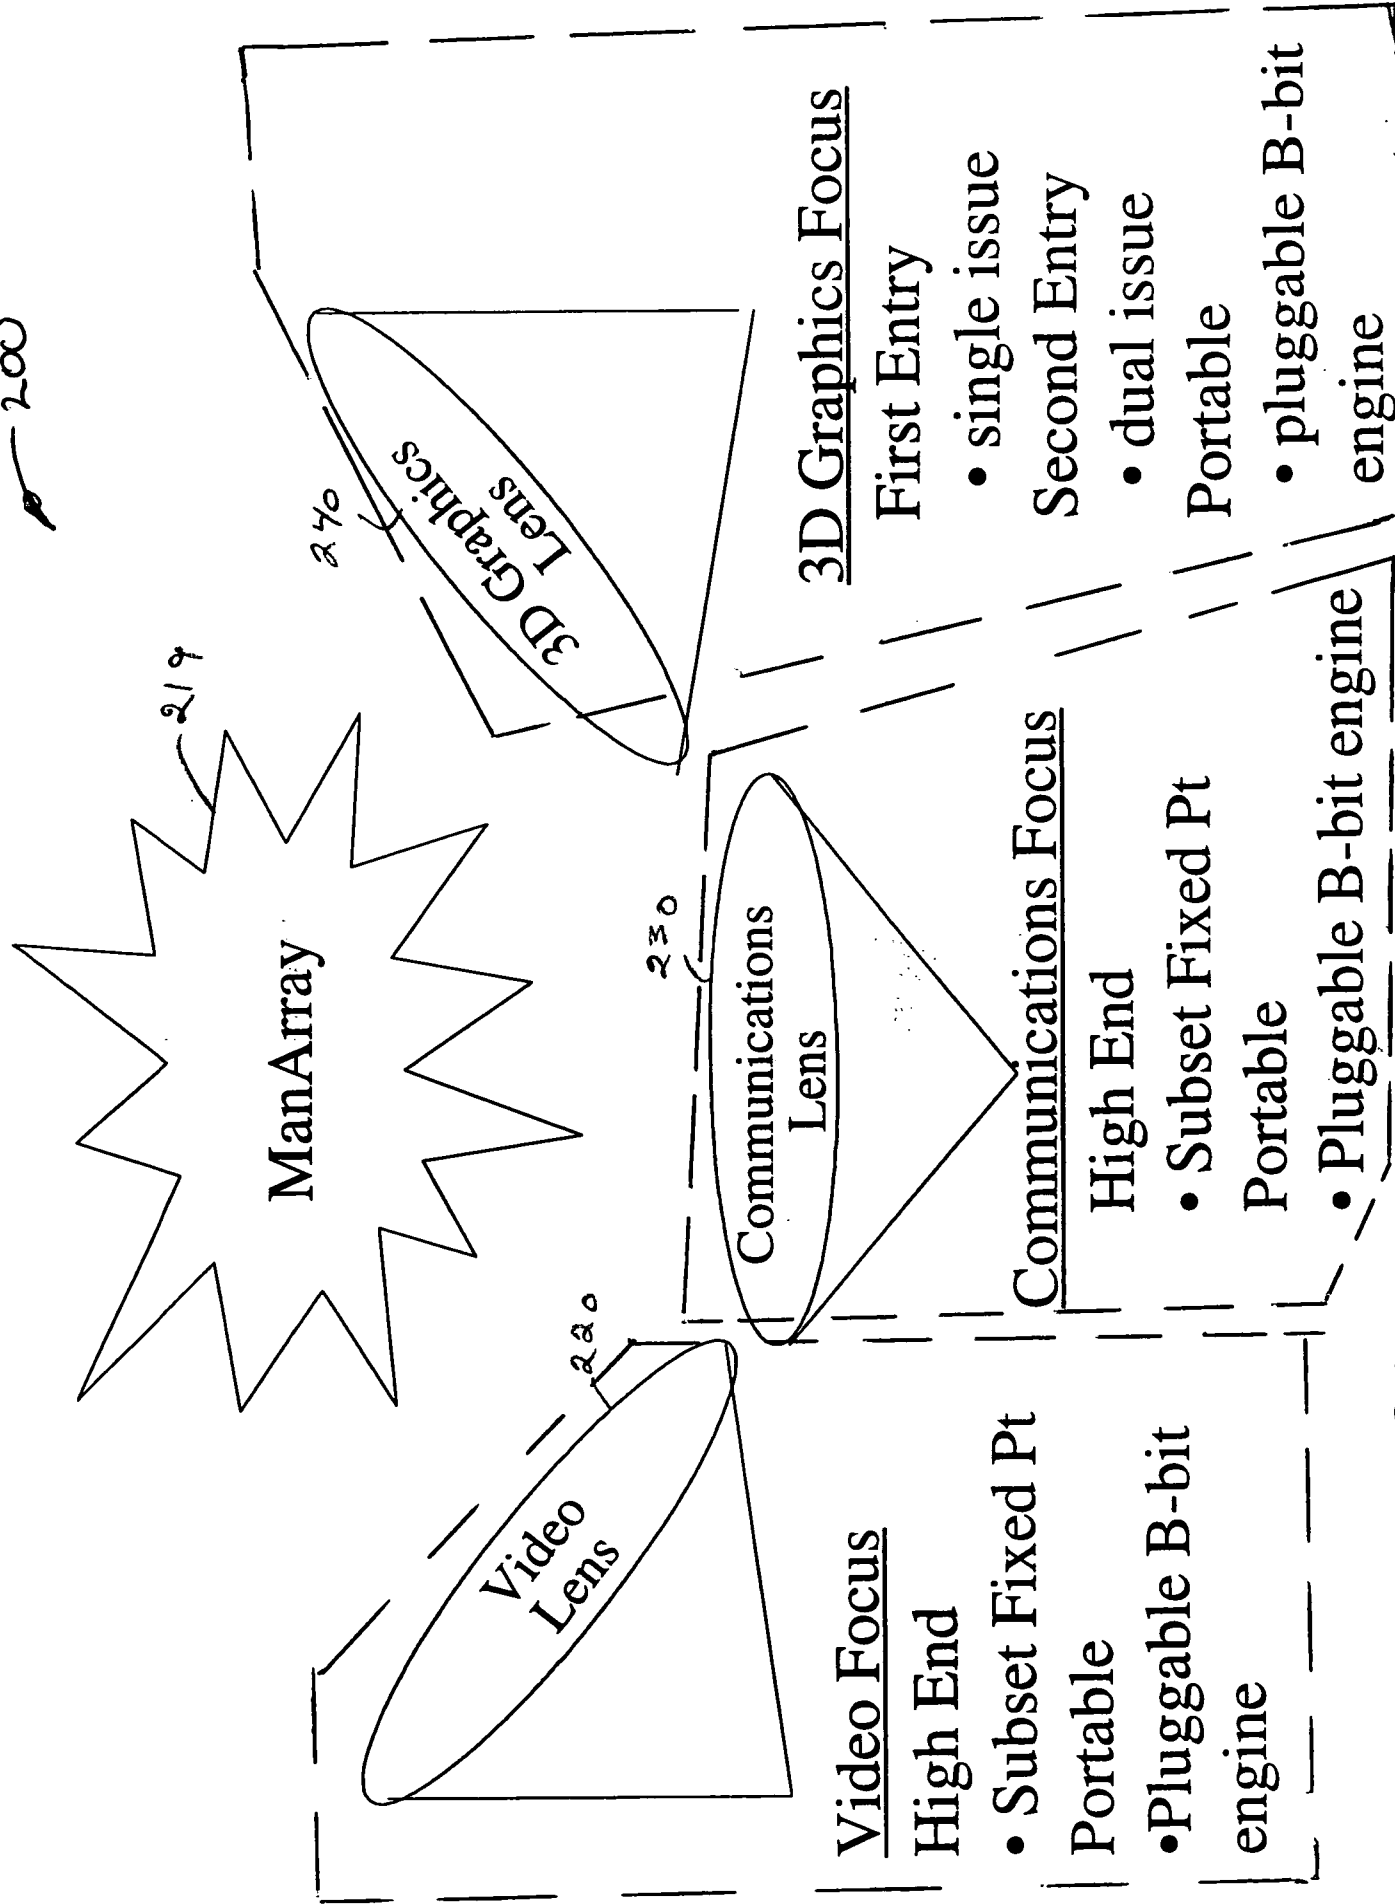 200
219
ManArray
220
Video
Lens
230
Communications
Lens
240
3D Graphics
Lens
Video Focus
High End
• Subset Fixed Pt
Portable
•Pluggable B-bit
engine
Communications Focus
High End
• Subset Fixed Pt
Portable
• Pluggable B-bit engine
3D Graphics Focus
First Entry
• single issue
Second Entry
• dual issue
Portable
• pluggable B-bit
engine